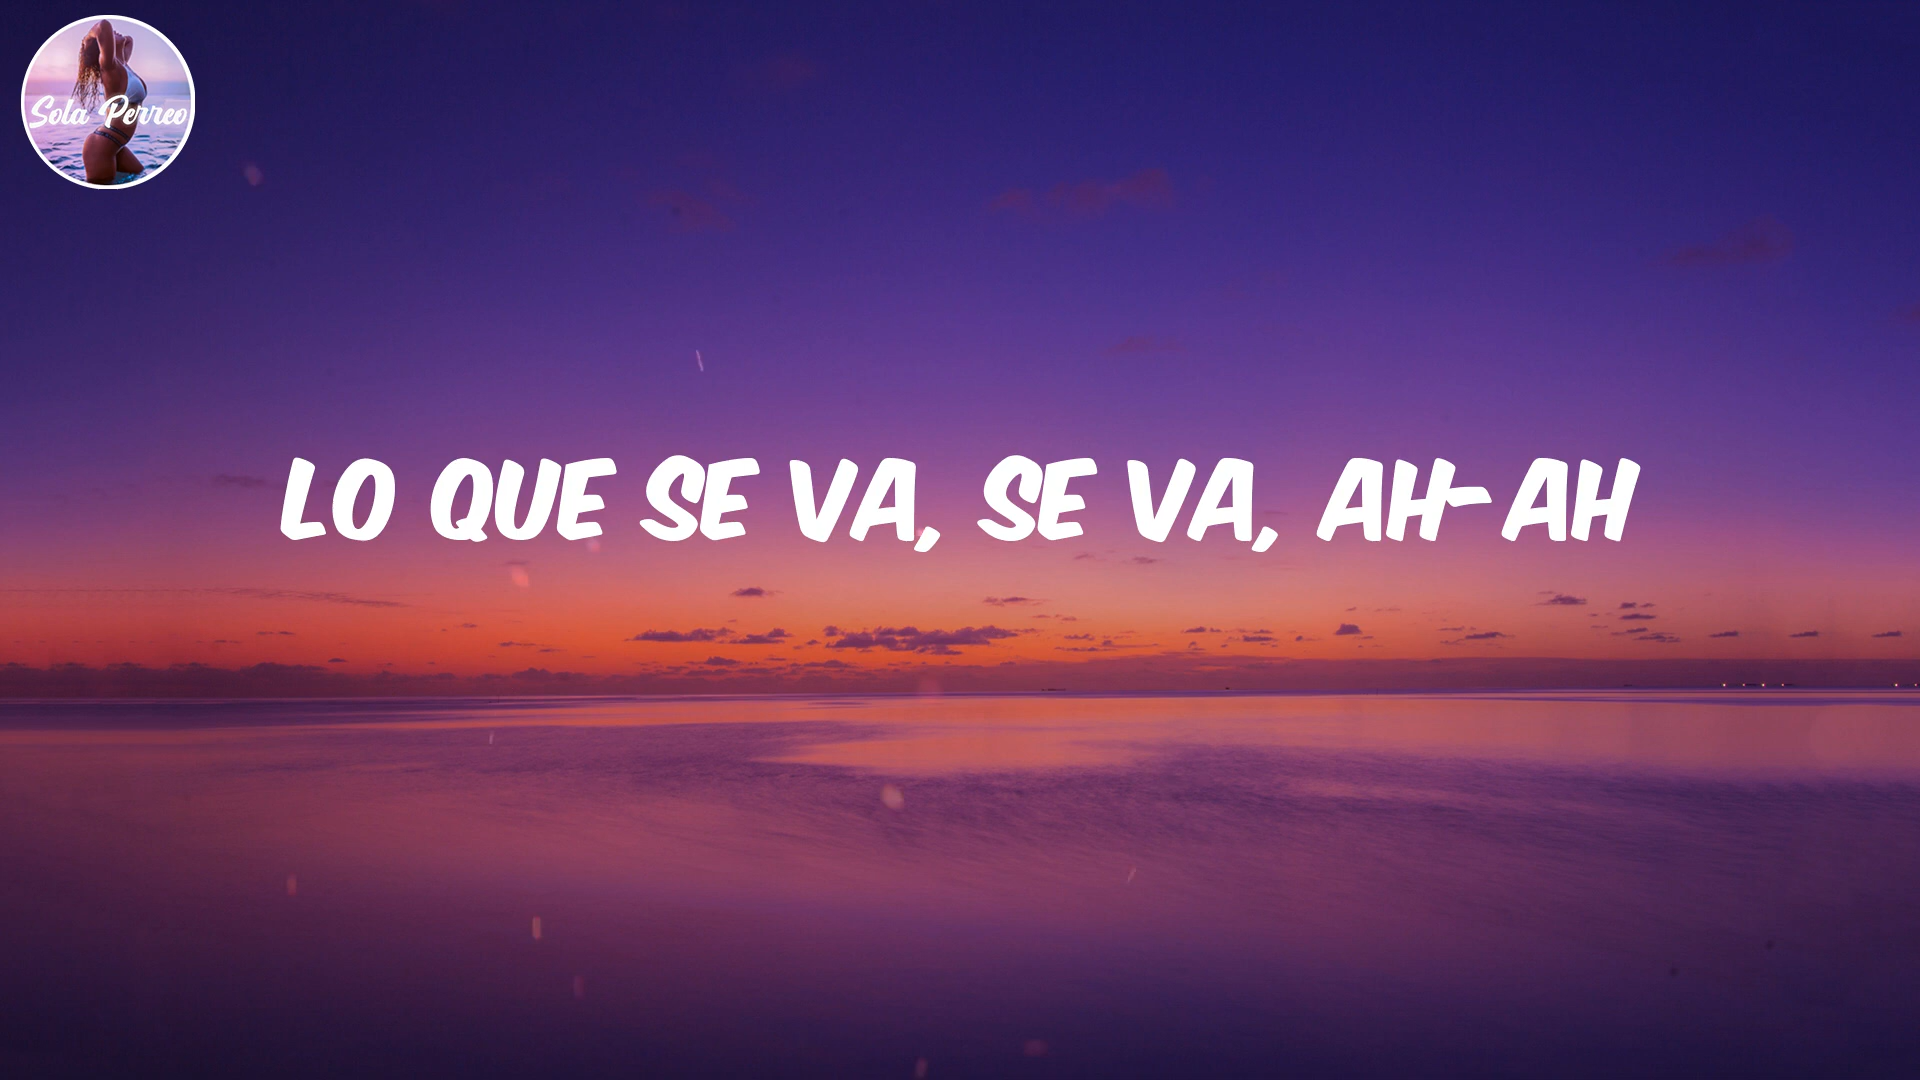 Sola Perreo
LO QUE SE VA, SE VA, AH-AH